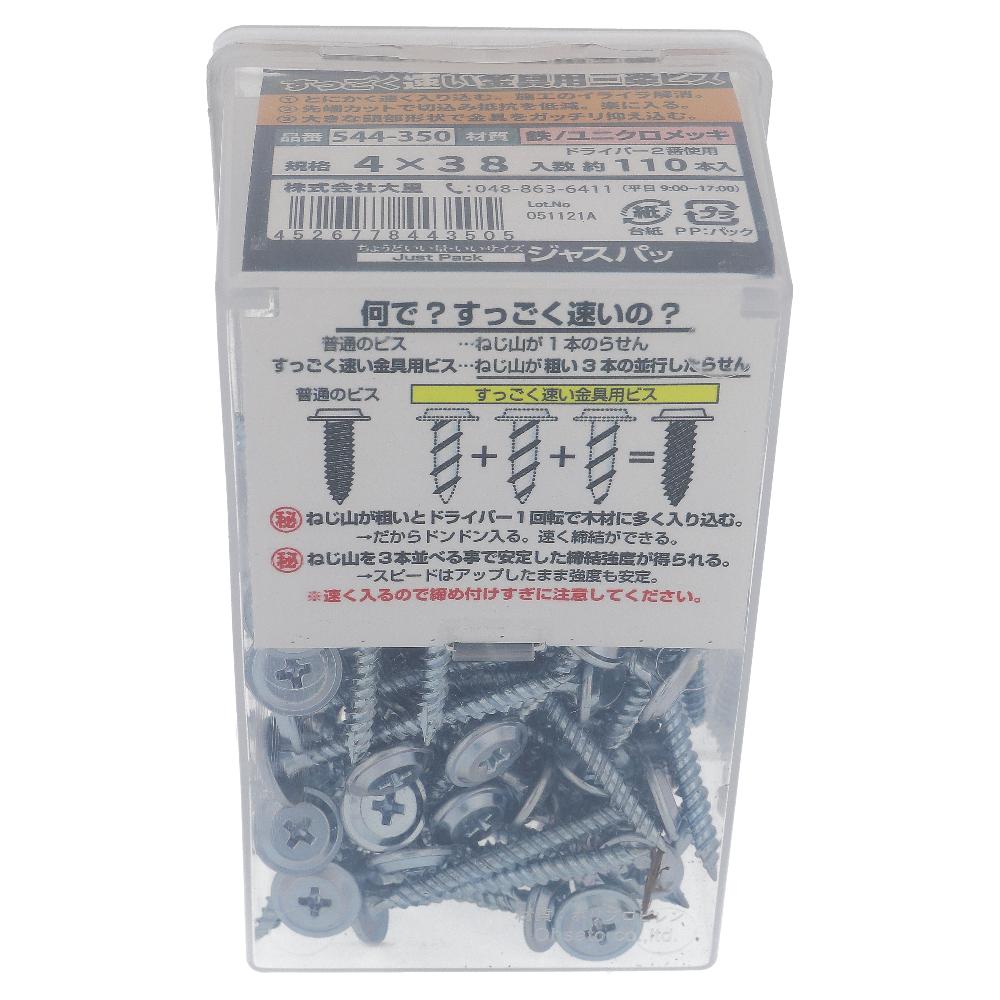 すっごく速い金具用三条ビス
① とにかく速く入り込む。施工のイライラ解消。
② 先端カットで切込み抵抗を低減。楽に入る。
③ 大きな頭部形状で金具をガッチリ抑え込む。
品番 544-350 材質 鉄/ユニクロメッキ
ドライバー2番使用
規格 4×38 入数 約110本入
株式会社大里 :048-863-6411 (平日 9:00~17:00)
Lot.No
051121A
紙 プラ
4526778443505
台紙 PP:パック
ちょうどいい量・いいサイズ
Just Pack ジャスパッ
何で?すっごく速いの?
普通のビス …ねじ山が1本のらせん
すっごく速い金具用ビス…ねじ山が粗い3本の並行したらせん
普通のビス すっごく速い金具用ビス
+ + =
秘 ねじ山が粗いとドライバー1回転で木材に多く入り込む。
→だからドンドン入る。速く締結ができる。
秘 ねじ山を3本並べる事で安定した締結強度が得られる。
→スピードはアップしたまま強度も安定。
※速く入るので締め付けすぎに注意してください。
Ohsato co.,ltd.